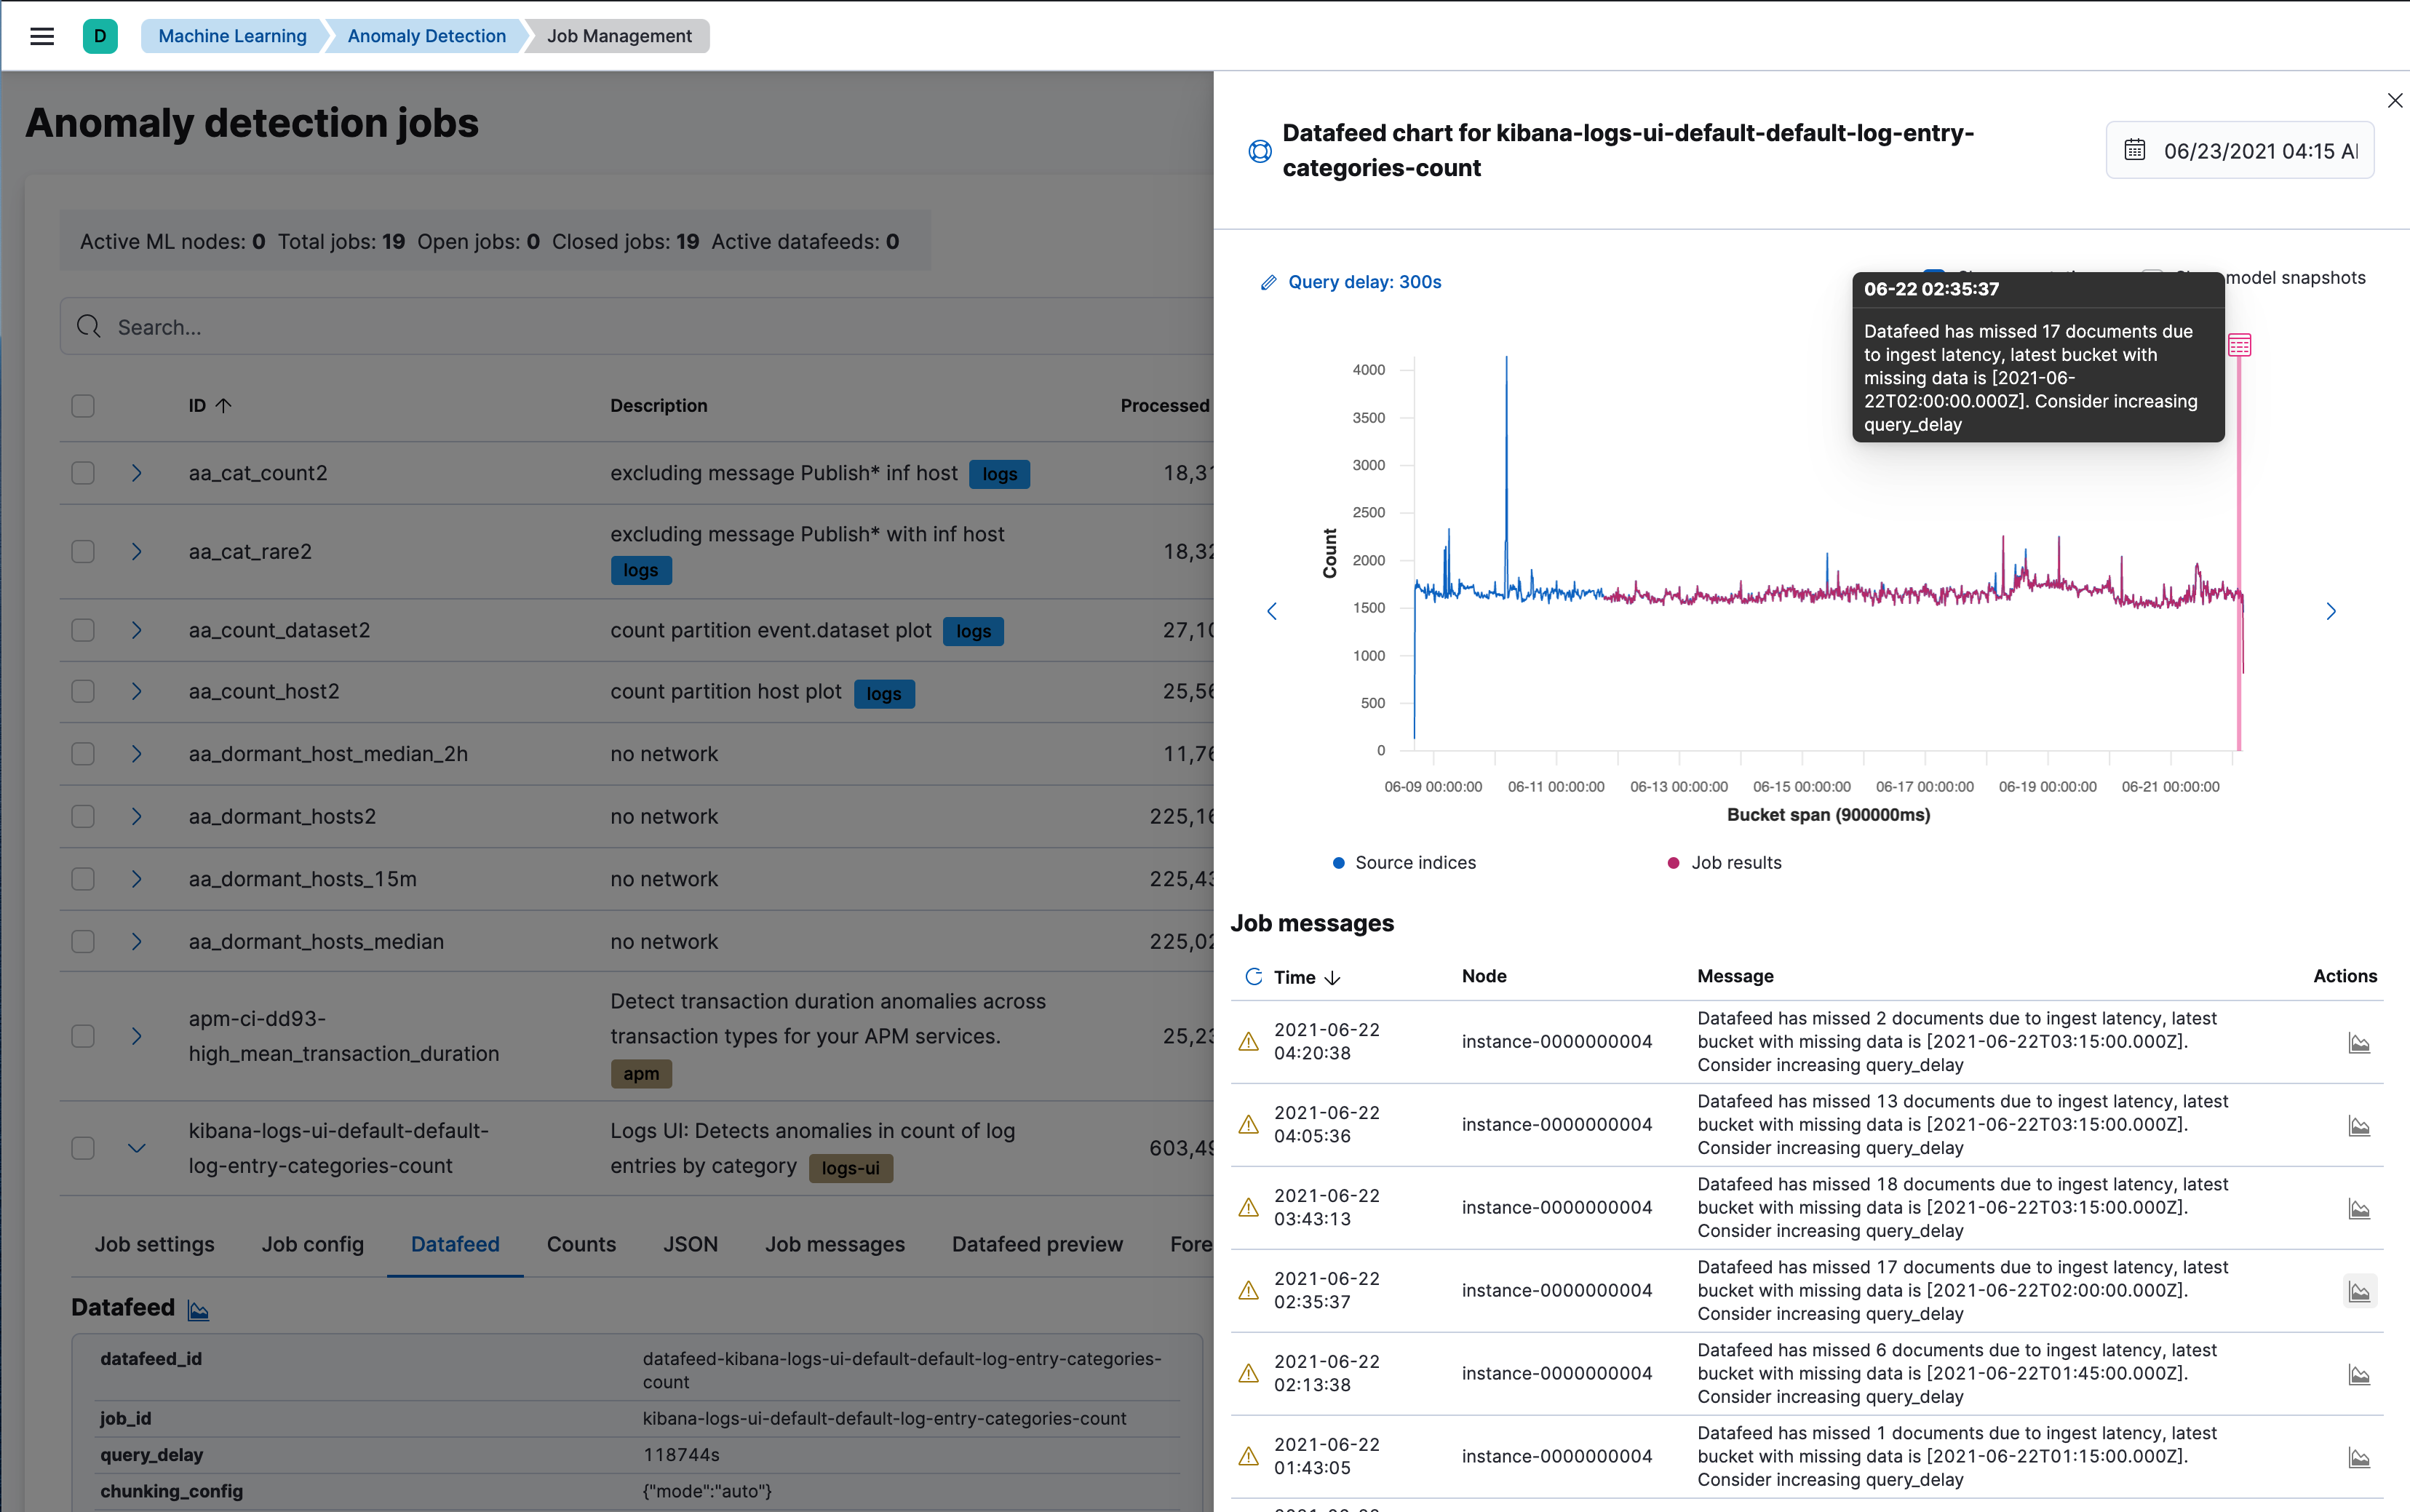 D Machine Learning Anomaly Detection Job Management
Anomaly detection jobs
Active ML nodes: 0 Total jobs: 19 Open jobs: 0 Closed jobs: 19 Active datafeeds: 0
Search...
ID Description Processed
aa_cat_count2 excluding message Publish* inf host logs 18,31
aa_cat_rare2 excluding message Publish* with inf host 18,32
logs
aa_count_dataset2 count partition event.dataset plot logs 27,10
aa_count_host2 count partition host plot logs 25,56
aa_dormant_host_median_2h no network 11,76
aa_dormant_hosts2 no network 225,16
aa_dormant_hosts_15m no network 225,43
aa_dormant_hosts_median no network 225,02
apm-ci-dd93-
high_mean_transaction_duration
Detect transaction duration anomalies across
transaction types for your APM services.
apm
25,23
kibana-logs-ui-default-default-
log-entry-categories-count
Logs UI: Detects anomalies in count of log
entries by category logs-ui
603,49
Job settings Job config Datafeed Counts JSON Job messages Datafeed preview Fore
Datafeed
datafeed_id datafeed-kibana-logs-ui-default-default-log-entry-categories-
count
job_id kibana-logs-ui-default-default-log-entry-categories-count
query_delay 118744s
chunking_config {"mode":"auto"}
Datafeed chart for kibana-logs-ui-default-default-log-entry-
categories-count
06/23/2021 04:15 A
Query delay: 300s
model snapshots
06-22 02:35:37
Datafeed has missed 17 documents due
to ingest latency, latest bucket with
missing data is [2021-06-
22T02:00:00.000Z]. Consider increasing
query_delay
4000
3500
3000
2500
2000
1500
1000
500
0
Count
06-09 00:00:00 06-11 00:00:00 06-13 00:00:00 06-15 00:00:00 06-17 00:00:00 06-19 00:00:00 06-21 00:00:00
Bucket span (900000ms)
Source indices Job results
Job messages
Time Node Message Actions
2021-06-22
04:20:38
instance-0000000004
Datafeed has missed 2 documents due to ingest latency, latest
bucket with missing data is [2021-06-22T03:15:00.000Z].
Consider increasing query_delay
2021-06-22
04:05:36
instance-0000000004
Datafeed has missed 13 documents due to ingest latency, latest
bucket with missing data is [2021-06-22T03:15:00.000Z].
Consider increasing query_delay
2021-06-22
03:43:13
instance-0000000004
Datafeed has missed 18 documents due to ingest latency, latest
bucket with missing data is [2021-06-22T03:15:00.000Z].
Consider increasing query_delay
2021-06-22
02:35:37
instance-0000000004
Datafeed has missed 17 documents due to ingest latency, latest
bucket with missing data is [2021-06-22T02:00:00.000Z].
Consider increasing query_delay
2021-06-22
02:13:38
instance-0000000004
Datafeed has missed 6 documents due to ingest latency, latest
bucket with missing data is [2021-06-22T01:45:00.000Z].
Consider increasing query_delay
2021-06-22
01:43:05
instance-0000000004
Datafeed has missed 1 documents due to ingest latency, latest
bucket with missing data is [2021-06-22T01:15:00.000Z].
Consider increasing query_delay